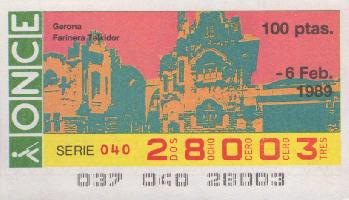 ONCE
Gerona
Farinera Teixidor
100 ptas.
-6 Feb.
1989
SERIE 040
2 8 0 0 3
DOS OCHO CERO CERO TRES
037 040 28003